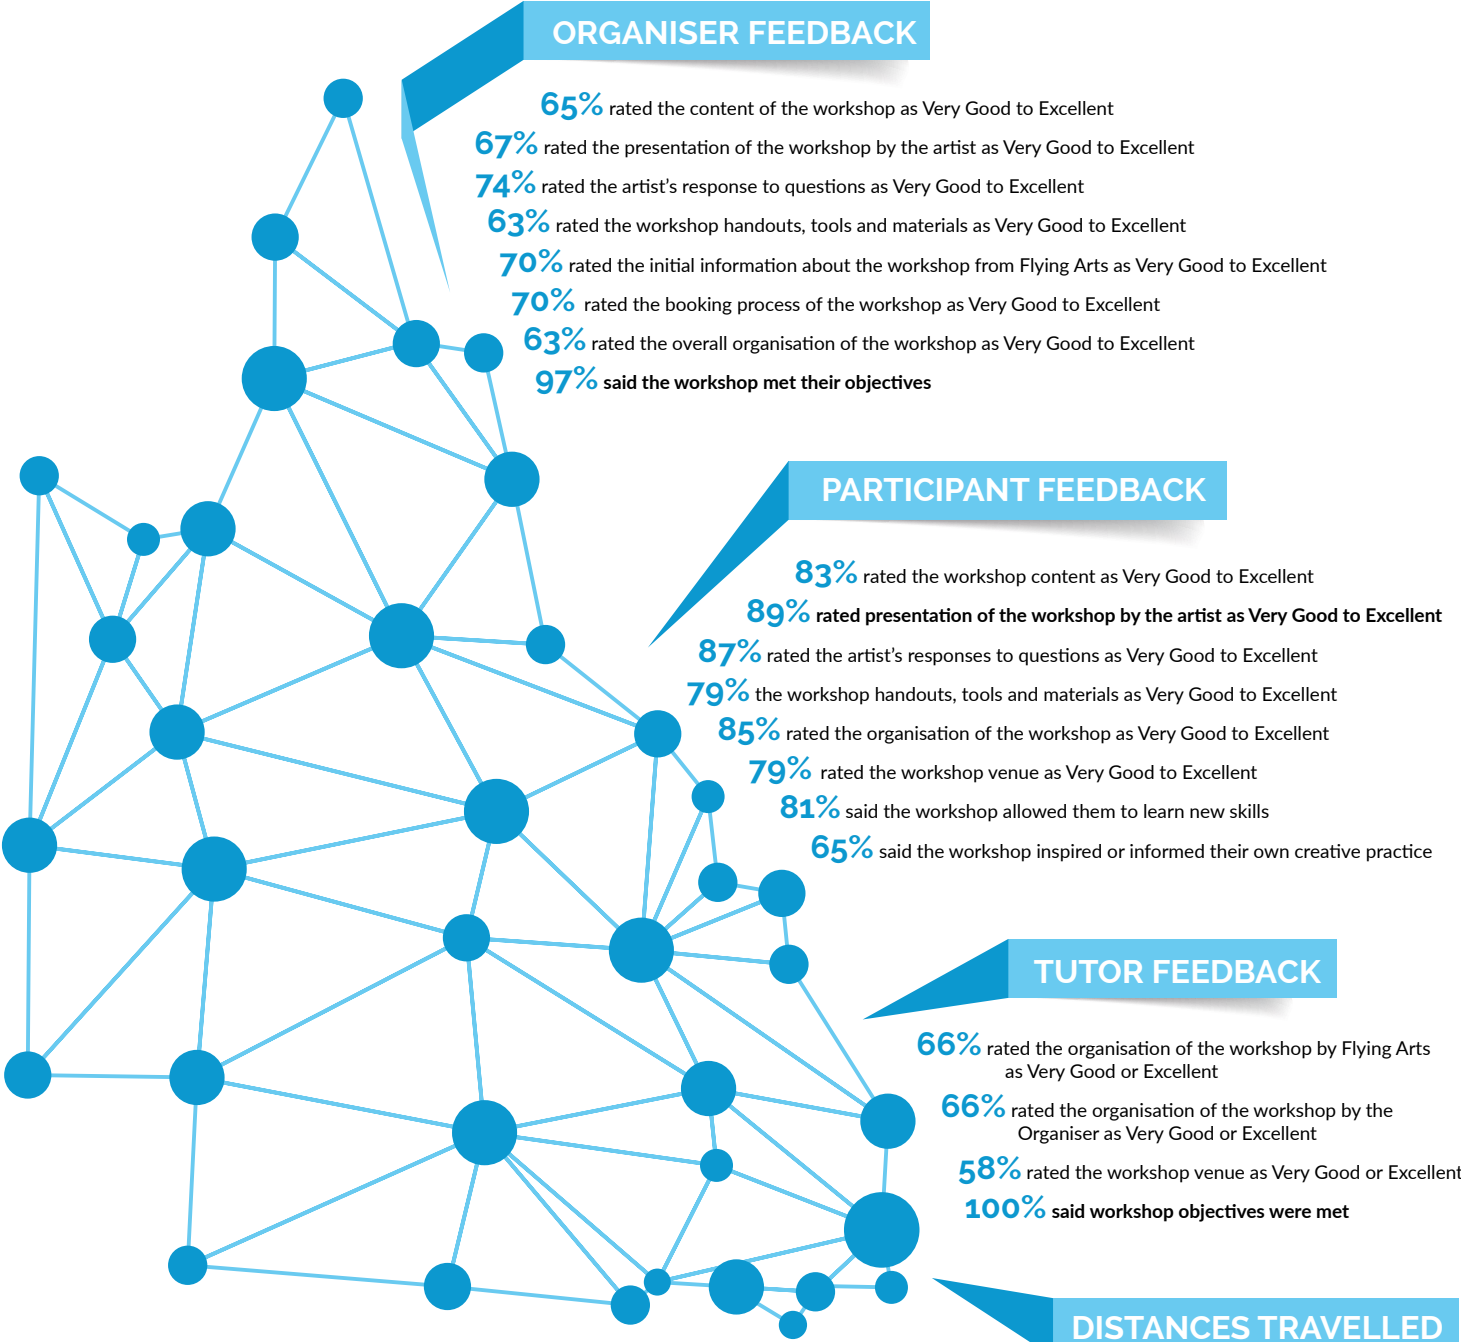 ORGANISER FEEDBACK
65% rated the content of the workshop as Very Good to Excellent
67% rated the presentation of the workshop by the artist as Very Good to Excellent
74% rated the artist’s response to questions as Very Good to Excellent
63% rated the workshop handouts, tools and materials as Very Good to Excellent
70% rated the initial information about the workshop from Flying Arts as Very Good to Excellent
70% rated the booking process of the workshop as Very Good to Excellent
63% rated the overall organisation of the workshop as Very Good to Excellent
97% said the workshop met their objectives
PARTICIPANT FEEDBACK
83% rated the workshop content as Very Good to Excellent
89% rated presentation of the workshop by the artist as Very Good to Excellent
87% rated the artist’s responses to questions as Very Good to Excellent
79% the workshop handouts, tools and materials as Very Good to Excellent
85% rated the organisation of the workshop as Very Good to Excellent
79% rated the workshop venue as Very Good to Excellent
81% said the workshop allowed them to learn new skills
65% said the workshop inspired or informed their own creative practice
TUTOR FEEDBACK
66% rated the organisation of the workshop by Flying Arts
as Very Good or Excellent
66% rated the organisation of the workshop by the
Organiser as Very Good or Excellent
58% rated the workshop venue as Very Good or Excellent
100% said workshop objectives were met
DISTANCES TRAVELLED